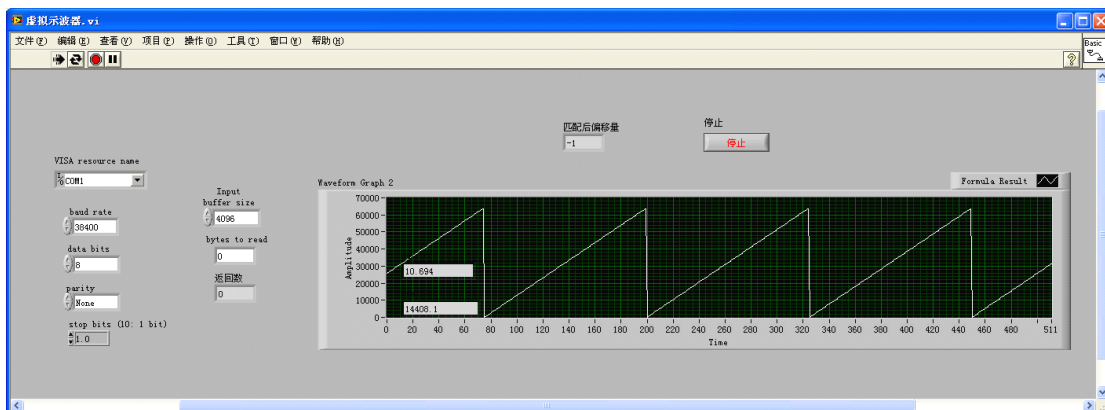 虚拟示波器.vi
文件(F) 编辑(E) 查看(V) 项目(P) 操作(O) 工具(T) 窗口(W) 帮助(H)
Basic
匹配后偏移量
-1
停止
停止
VISA resource name
COM1
baud rate
38400
data bits
8
parity
None
stop bits (10: 1 bit)
1.0
Input
buffer size
4096
bytes to read
0
返回数
0
Waveform Graph 2
Formula Result
Amplitude
70000
60000
50000
40000
30000
20000
10000
0
10.694
14408.1
0 20 40 60 80 100 120 140 160 180 200 220 240 260 280 300 320 340 360 380 400 420 440 460 480 511
Time